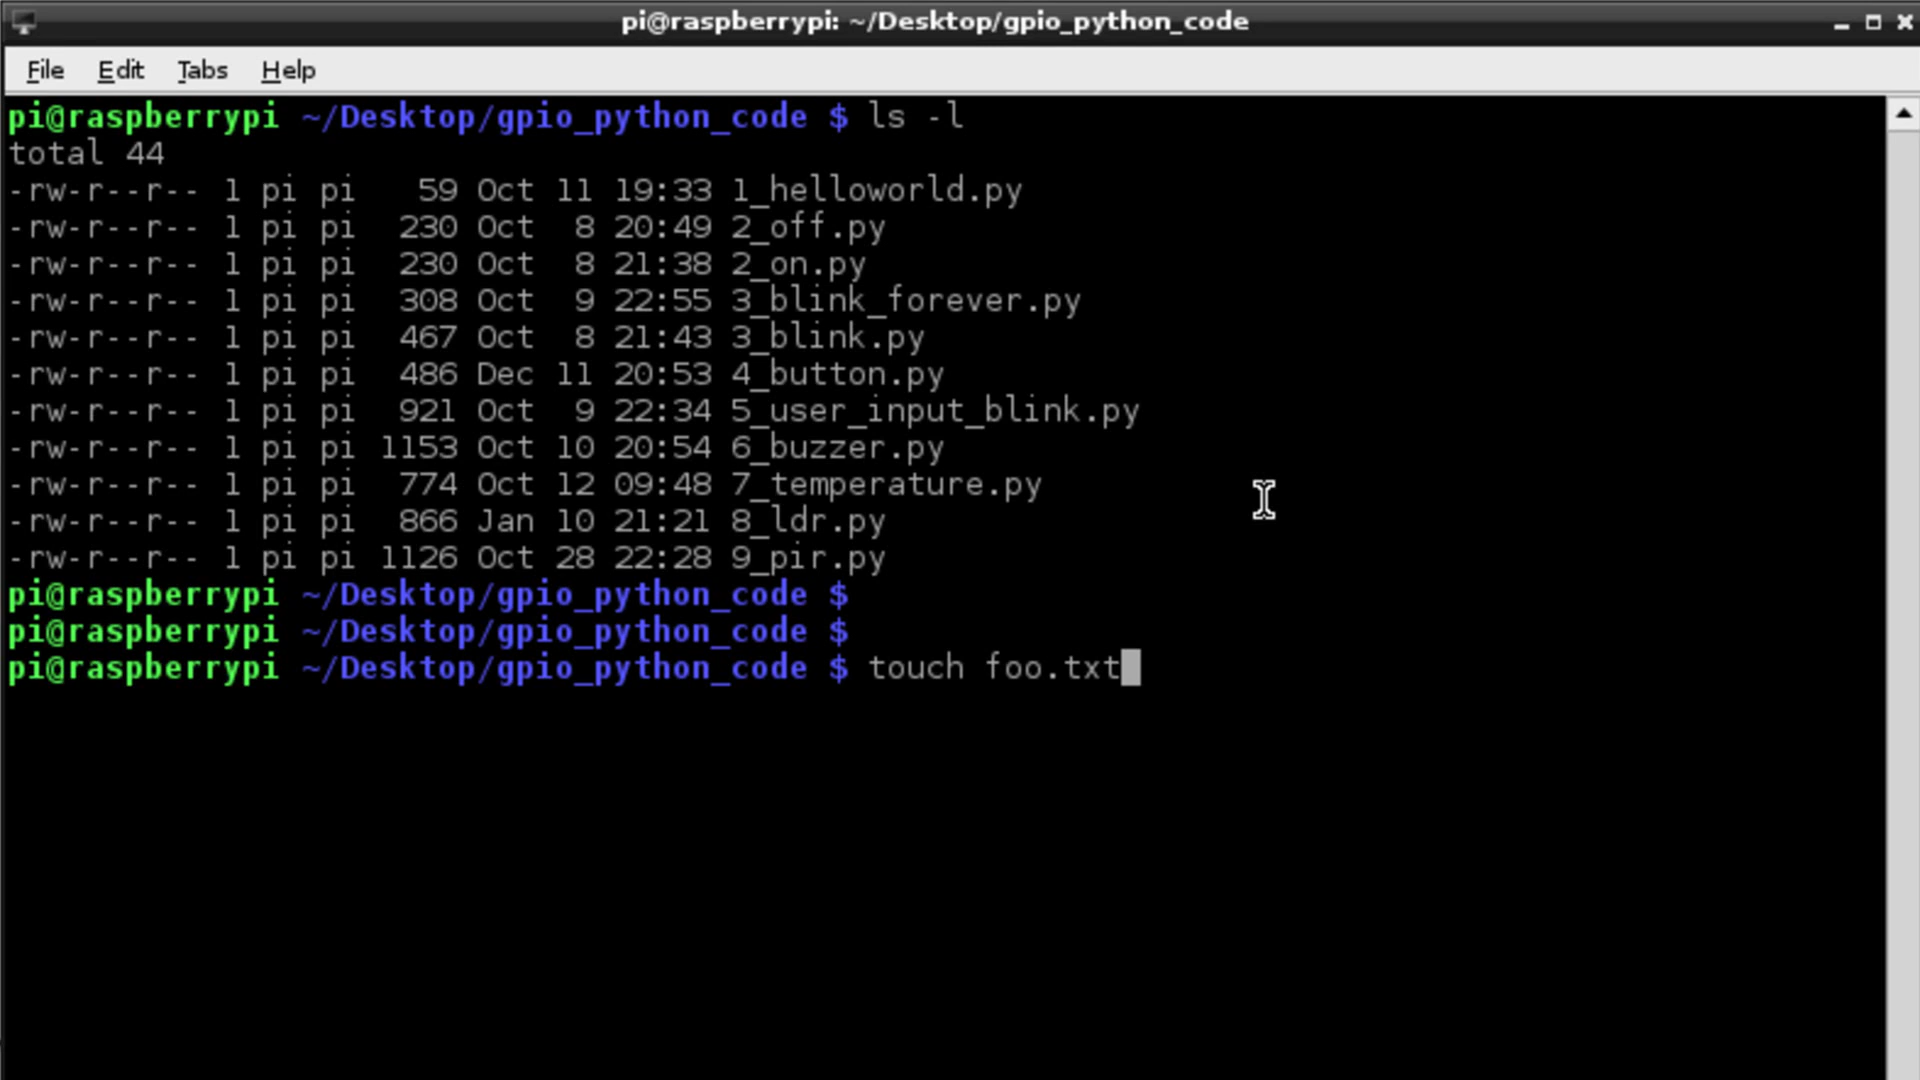 pi@raspberrypi: ~/Desktop/gpio_python_code
File Edit Tabs Help
pi@raspberrypi ~/Desktop/gpio_python_code $ ls -l
total 44
-rw-r--r-- 1 pi pi   59 Oct 11 19:33 1_helloworld.py
-rw-r--r-- 1 pi pi  230 Oct  8 20:49 2_off.py
-rw-r--r-- 1 pi pi  230 Oct  8 21:38 2_on.py
-rw-r--r-- 1 pi pi  308 Oct  9 22:55 3_blink_forever.py
-rw-r--r-- 1 pi pi  467 Oct  8 21:43 3_blink.py
-rw-r--r-- 1 pi pi  486 Dec 11 20:53 4_button.py
-rw-r--r-- 1 pi pi  921 Oct  9 22:34 5_user_input_blink.py
-rw-r--r-- 1 pi pi 1153 Oct 10 20:54 6_buzzer.py
-rw-r--r-- 1 pi pi  774 Oct 12 09:48 7_temperature.py
-rw-r--r-- 1 pi pi  866 Jan 10 21:21 8_ldr.py
-rw-r--r-- 1 pi pi 1126 Oct 28 22:28 9_pir.py
pi@raspberrypi ~/Desktop/gpio_python_code $
pi@raspberrypi ~/Desktop/gpio_python_code $
pi@raspberrypi ~/Desktop/gpio_python_code $ touch foo.txt